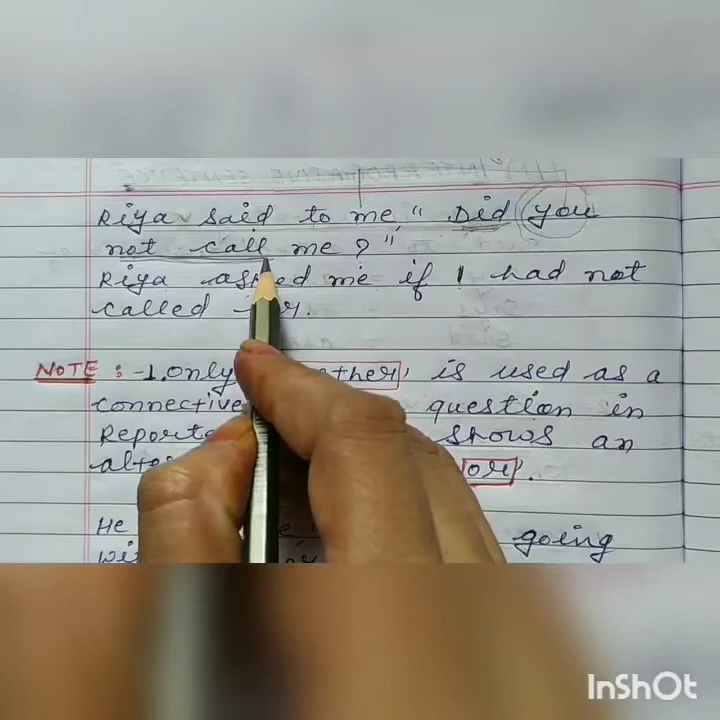 Riya said to me, " Did you
not call me ? "
Riya asked me if I had not
called
NOTE : -1. Only is used as a
connective question in
shows an
'or'.
He going
InShOt